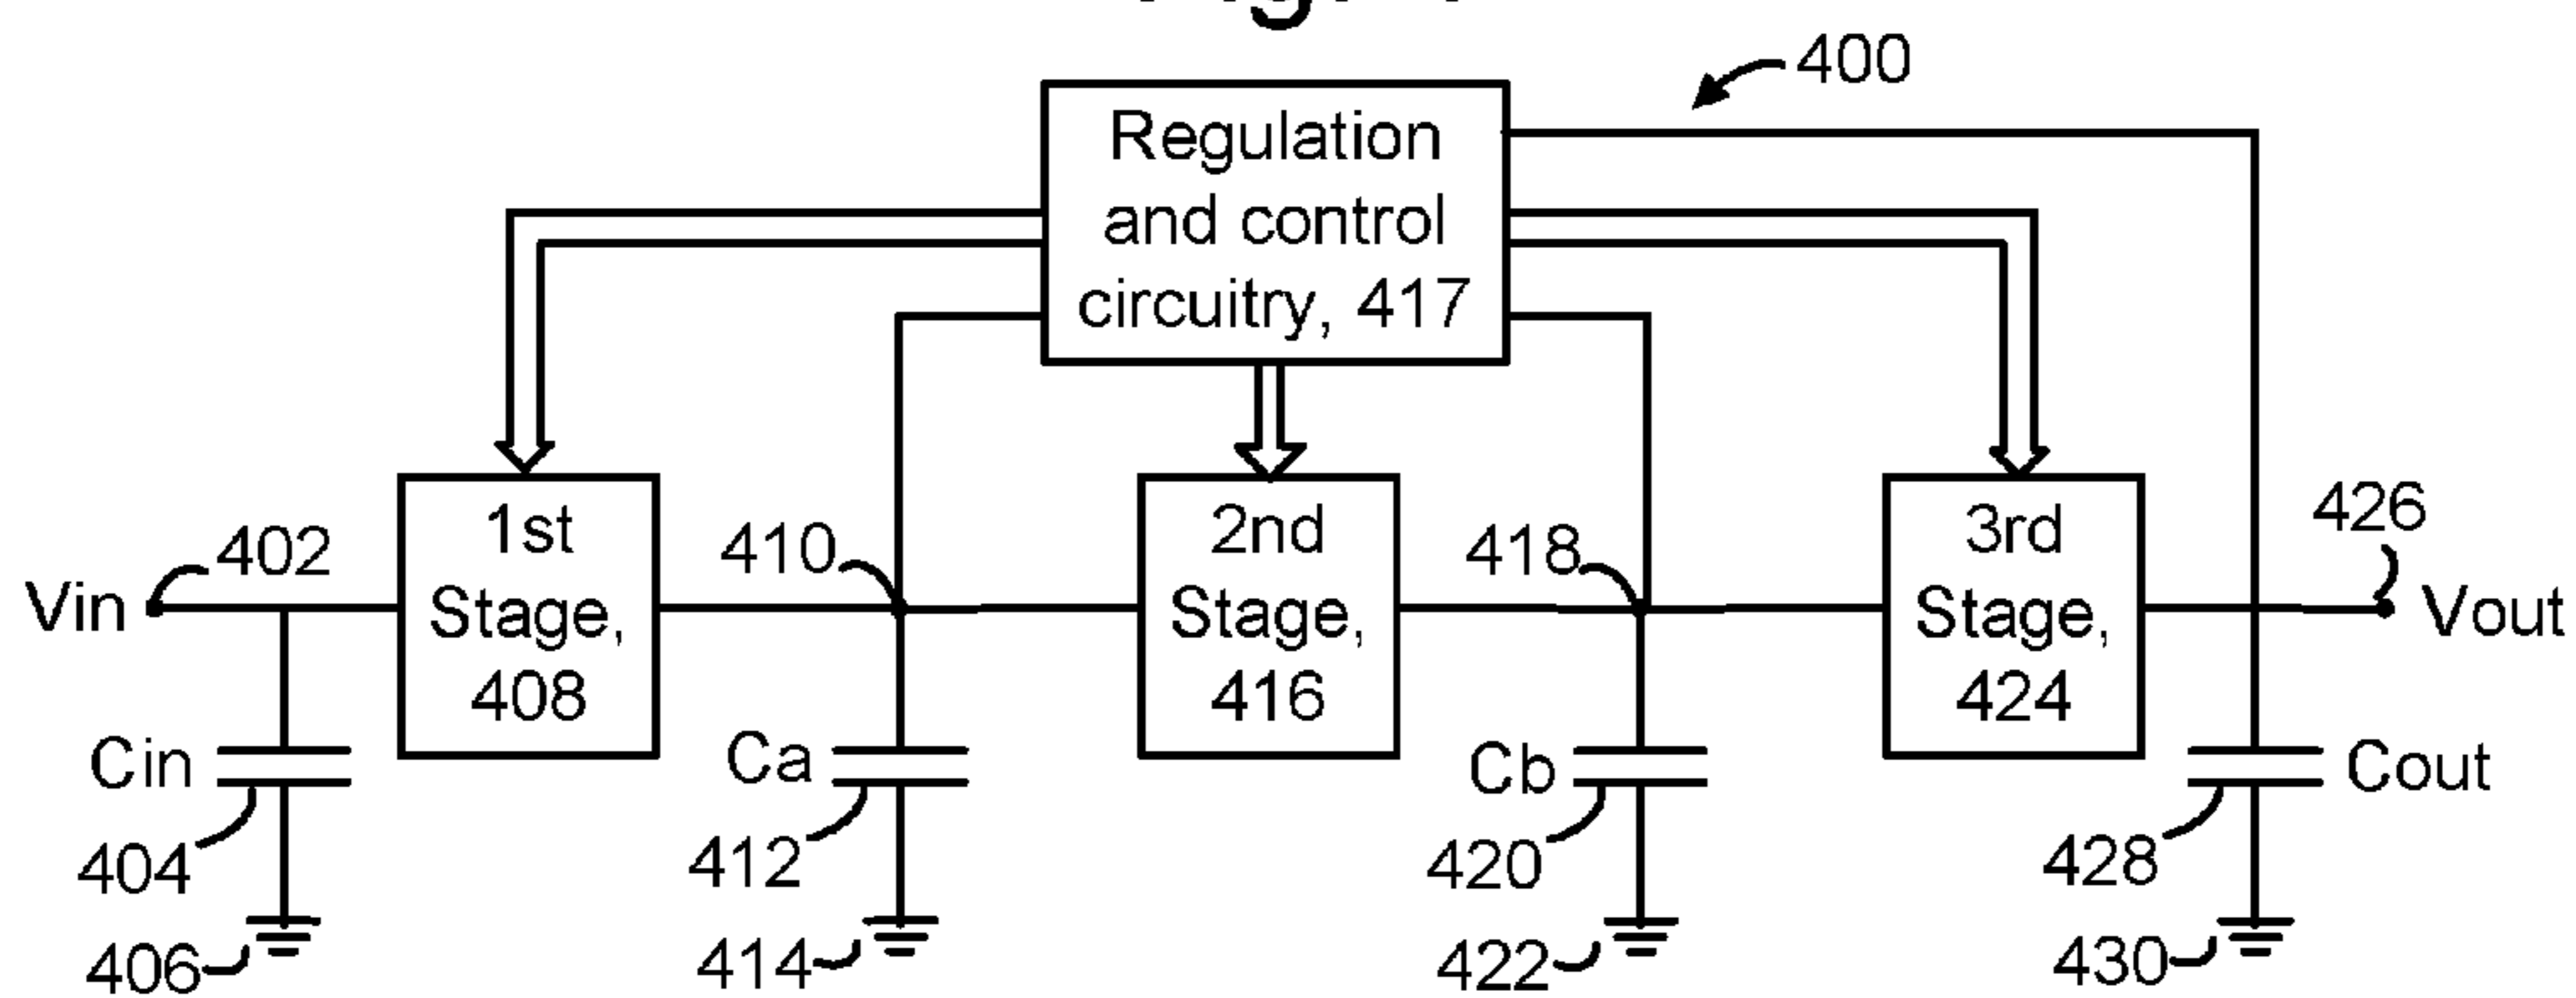 400
Regulation
and control
circuitry, 417
402
410
418
426
1st
Stage,
408
2nd
Stage,
416
3rd
Stage,
424
Vin
Vout
Cin
Ca
Cb
Cout
404
412
420
428
406
414
422
430